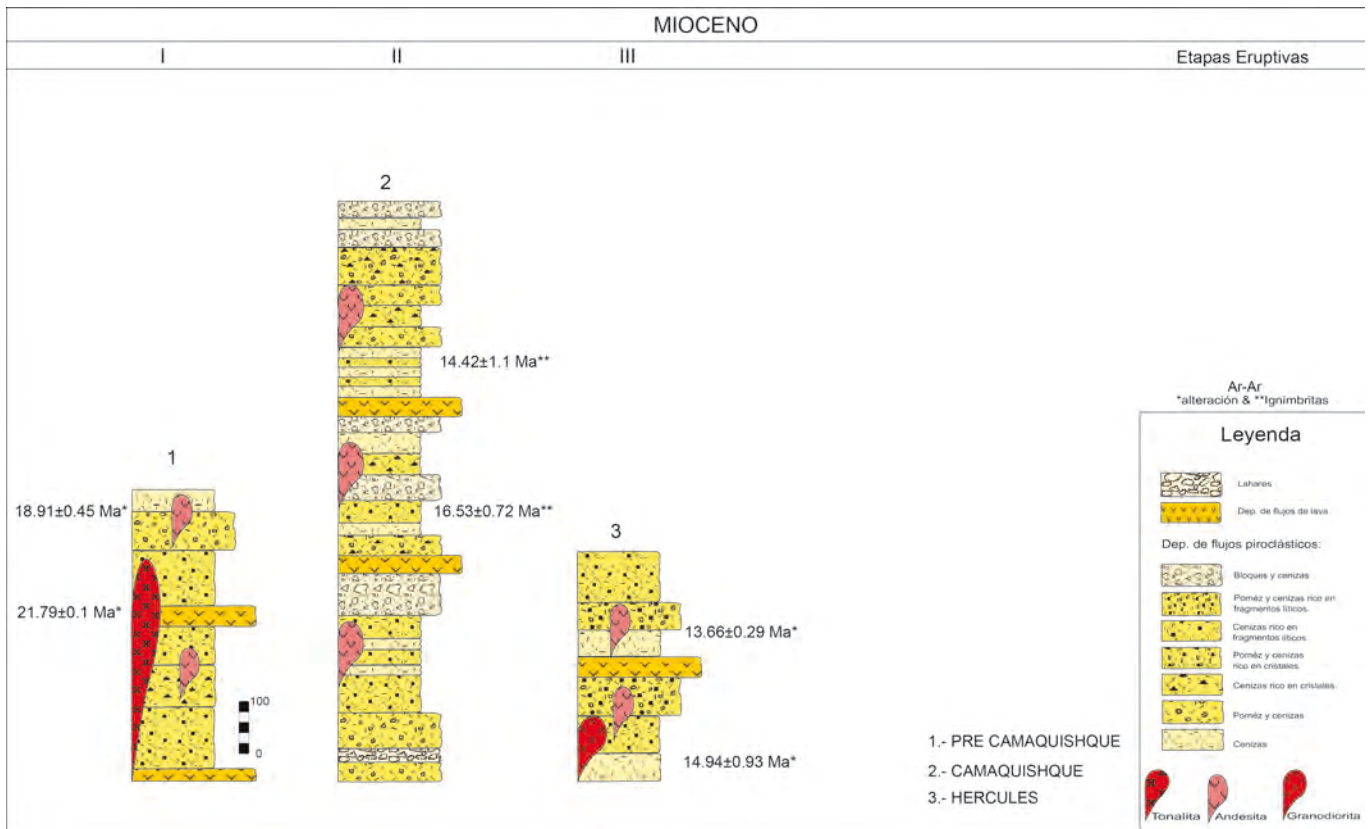 MIOCENO
I II III Etapas Eruptivas
2
14.42±1.1 Ma**
1
18.91±0.45 Ma*
16.53±0.72 Ma**
3
21.79±0.1 Ma*
13.66±0.29 Ma*
100
0
14.94±0.93 Ma*
1.- PRE CAMAQUISHQUE
2.- CAMAQUISHQUE
3.- HERCULES
Ar-Ar
*alteración & **Ignimbritas
Leyenda
Lahares
Dep. de flujos de lava
Dep. de flujos piroclásticos:
Bloques y cenizas
Poméz y cenizas rico en
fragmentos líticos.
Cenizas rico en
fragmentos líticos.
Poméz y cenizas
rico en cristales.
Cenizas rico en cristales.
Poméz y cenizas
Cenizas
Tonalita Andesita Granodiorita